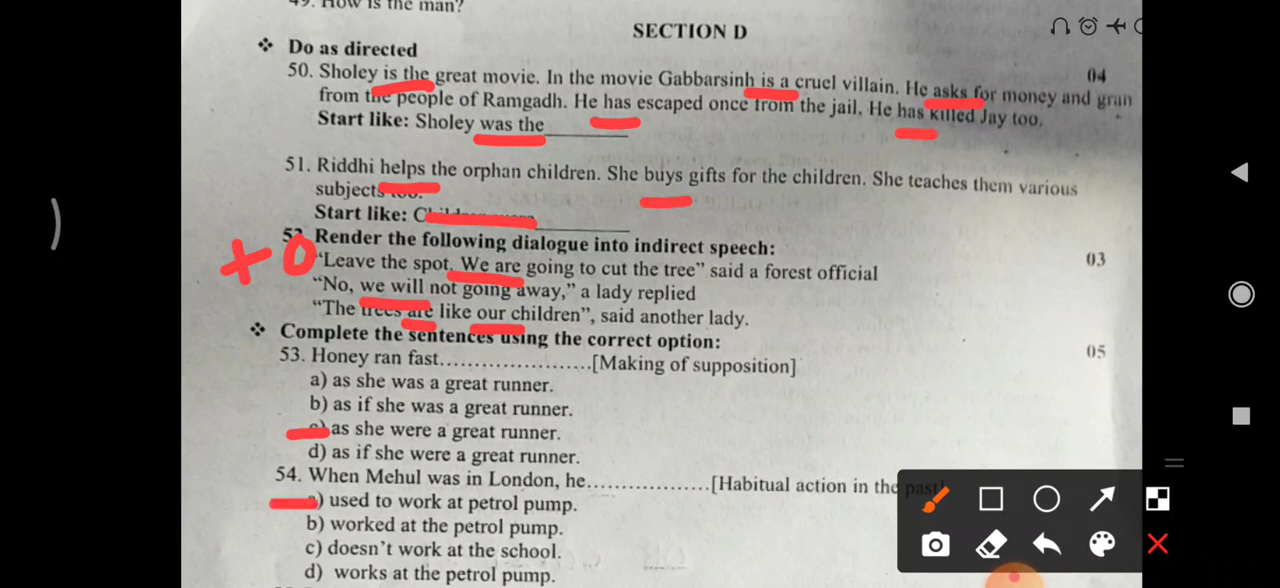 49. How is the man?
SECTION D
Do as directed
50. Sholey is the great movie. In the movie Gabbarsinh is a cruel villain. He asks for money and gran 04
from the people of Ramgadh. He has escaped once from the jail. He has killed Jay too.
Start like: Sholey was the
51. Riddhi helps the orphan children. She buys gifts for the children. She teaches them various
subjects too.
Start like:
52. Render the following dialogue into indirect speech: 03
+0
"Leave the spot. We are going to cut the tree" said a forest official
"No, we will not going away," a lady replied
"The trees are like our children", said another lady.
Complete the sentences using the correct option: 05
53. Honey ran fast......................[Making of supposition]
a) as she was a great runner.
b) as if she was a great runner.
c) as she were a great runner.
d) as if she were a great runner.
54. When Mehul was in London, he..................[Habitual action in the past]
a) used to work at petrol pump.
b) worked at the petrol pump.
c) doesn't work at the school.
d) works at the petrol pump.